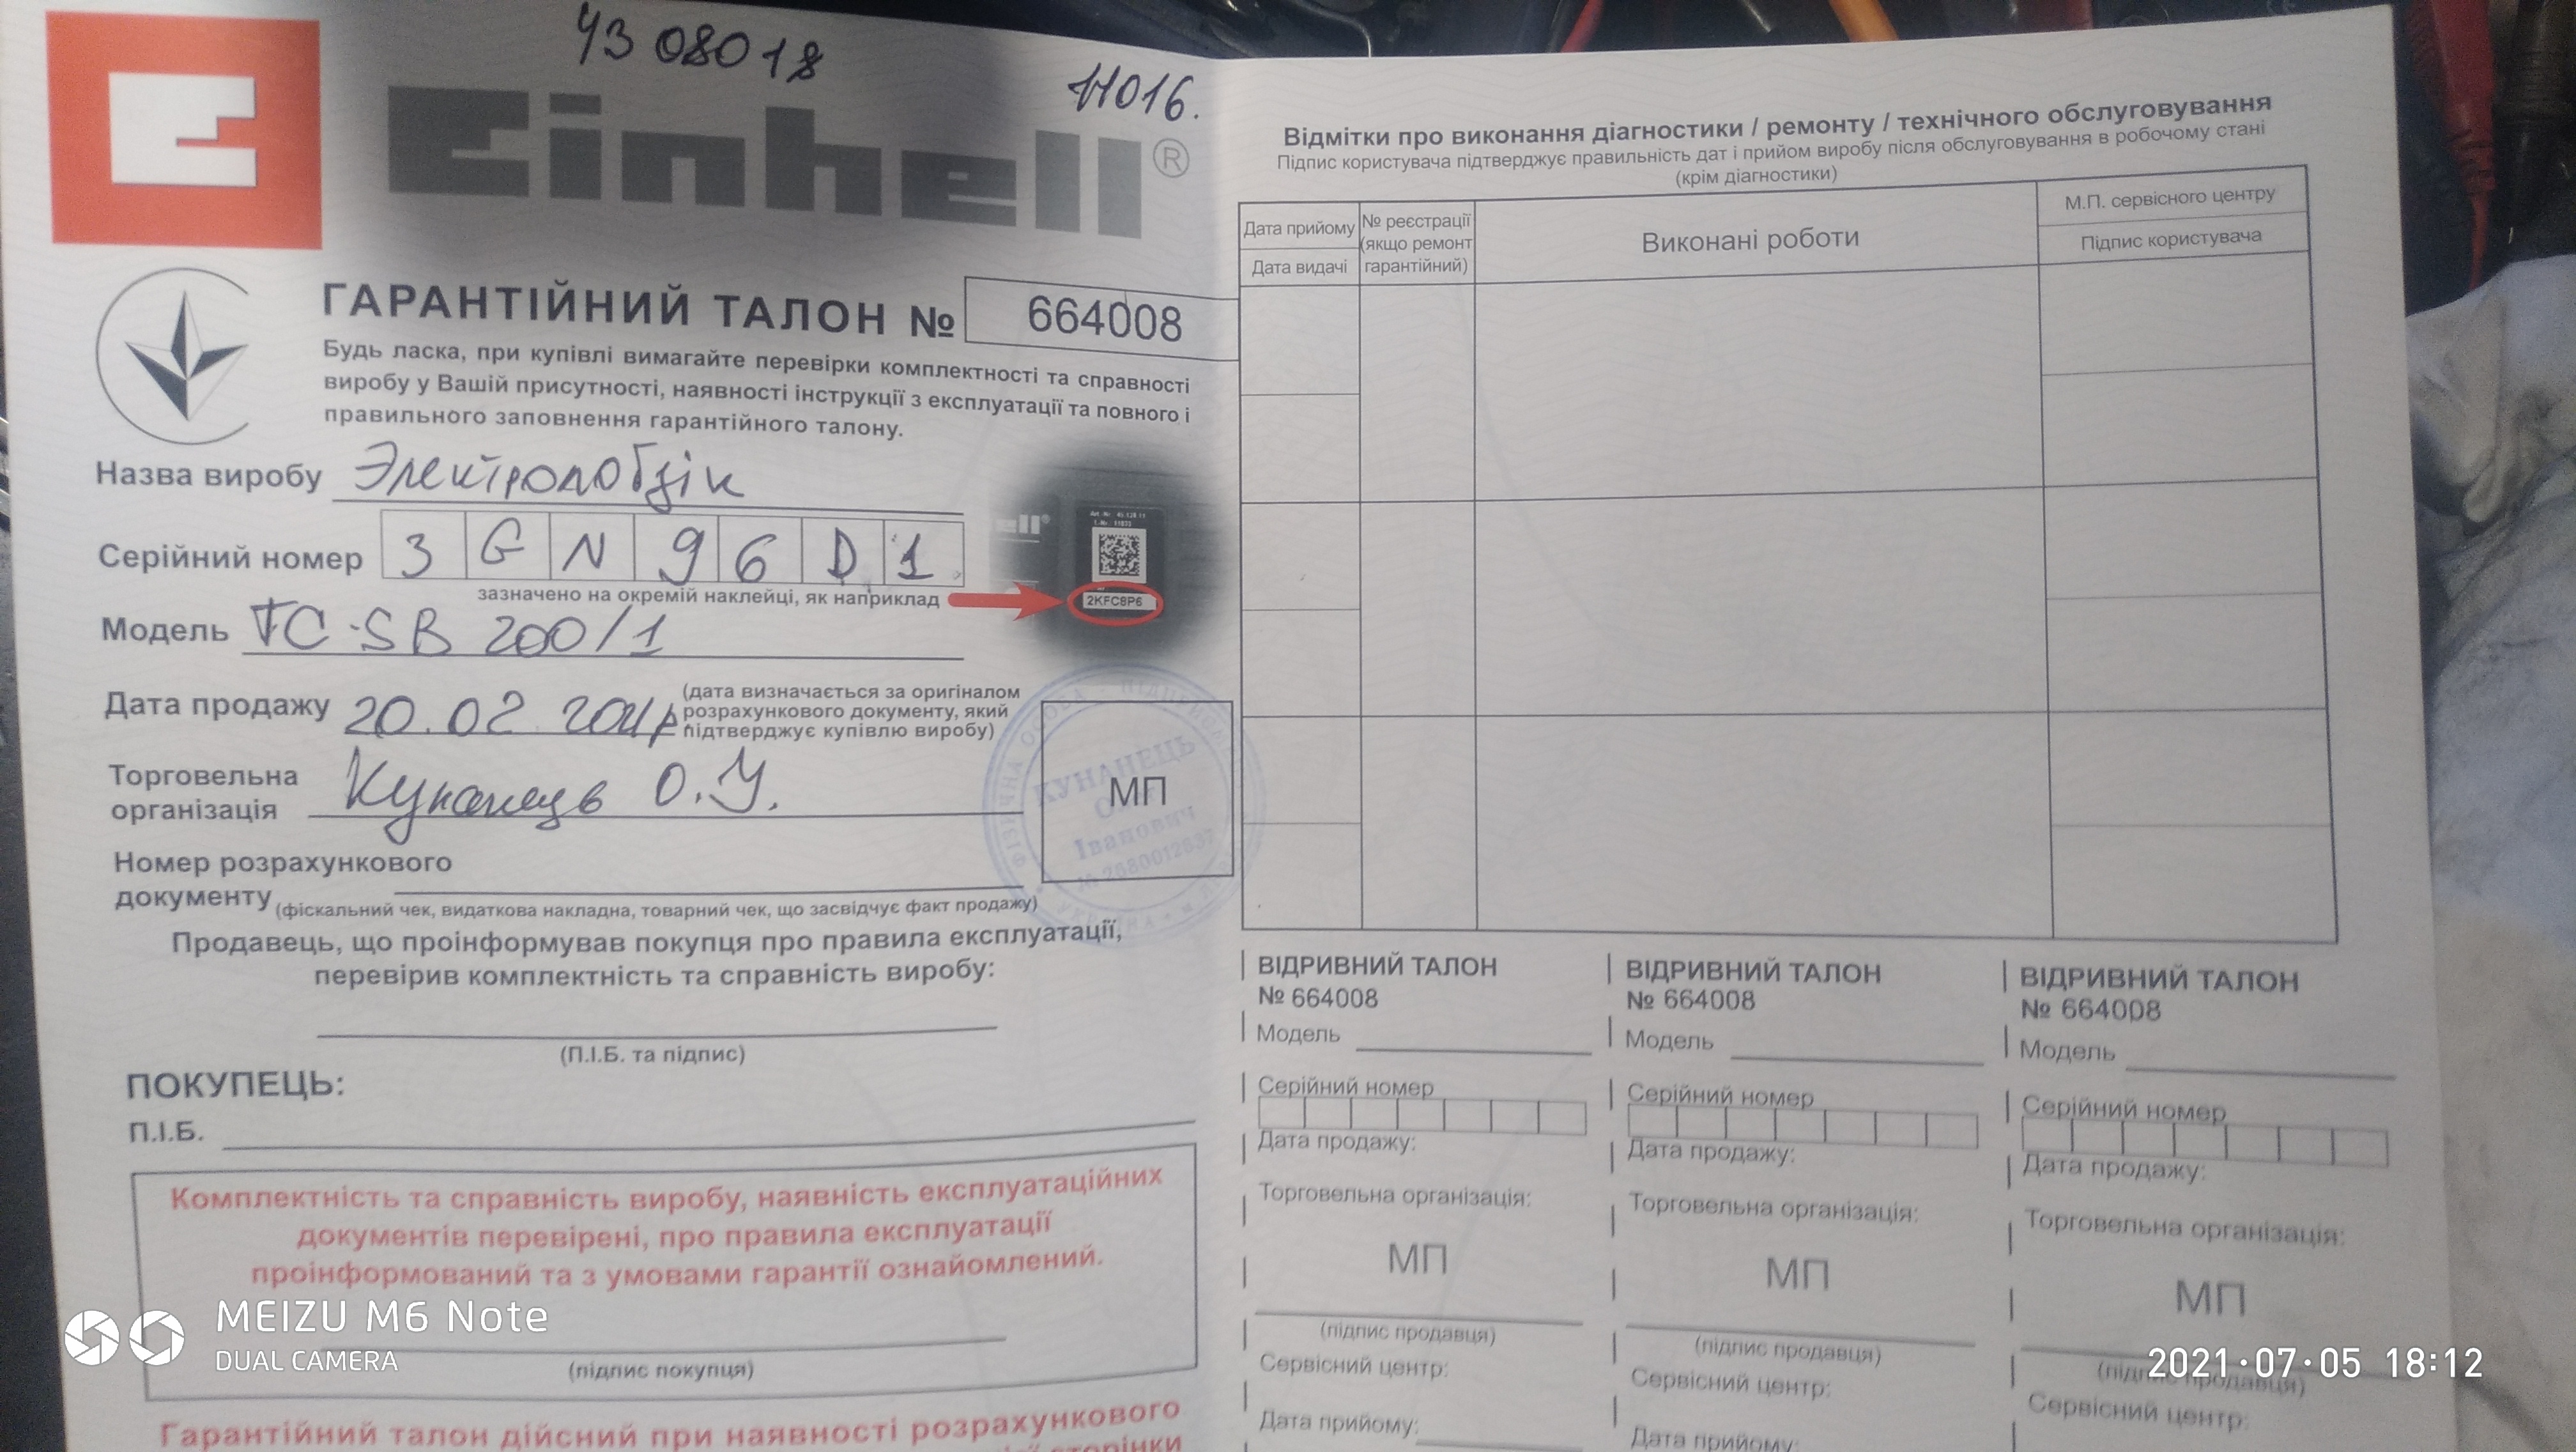 43 08018
11016.
Einhell®
ГАРАНТІЙНИЙ ТАЛОН № 664008
Будь ласка, при купівлі вимагайте перевірки комплектності та справності
виробу у Вашій присутності, наявності інструкції з експлуатації та повного і
правильного заповнення гарантійного талону.
Назва виробу Электролобзік
Серійний номер 3 G N 9 6 D 1
зазначено на окремій наклейці, як наприклад
2KFC8P6
Модель TC-SB 200/1
Дата продажу 20.02 2021р. (дата визначається за оригіналом
розрахункового документу, який
підтверджує купівлю виробу)
Торговельна
організація Кунанець О.У.
МП
КУНАНЕЦЬ
Іванович
Номер розрахункового
документу (фіскальний чек, видаткова накладна, товарний чек, що засвідчує факт продажу)
Продавець, що проінформував покупця про правила експлуатації,
перевірив комплектність та справність виробу:
(П.І.Б. та підпис)
ПОКУПЕЦЬ:
П.І.Б.
Комплектність та справність виробу, наявність експлуатаційних
документів перевірені, про правила експлуатації
проінформований та з умовами гарантії ознайомлений.
(підпис покупця)
Гарантійний талон дійсний при наявності розрахункового
Відмітки про виконання діагностики / ремонту / технічного обслуговування
Підпис користувача підтверджує правильність дат і прийом виробу після обслуговування в робочому стані
(крім діагностики)
Дата прийому
Дата видачі
№ реєстрації
(якщо ремонт
гарантійний)
Виконані роботи
М.П. сервісного центру
Підпис користувача
ВІДРИВНИЙ ТАЛОН
№ 664008
Модель
Серійний номер
Дата продажу:
Торговельна організація:
МП
(підпис продавця)
Сервісний центр:
Дата прийому:
ВІДРИВНИЙ ТАЛОН
№ 664008
Модель
Серійний номер
Дата продажу:
Торговельна організація:
МП
(підпис продавця)
Сервісний центр:
Дата прийому:
ВІДРИВНИЙ ТАЛОН
№ 664008
Модель
Серійний номер
Дата продажу:
Торговельна організація:
МП
(підпис продавця)
Сервісний центр:
MEIZU M6 Note
DUAL CAMERA
2021·07·05 18:12